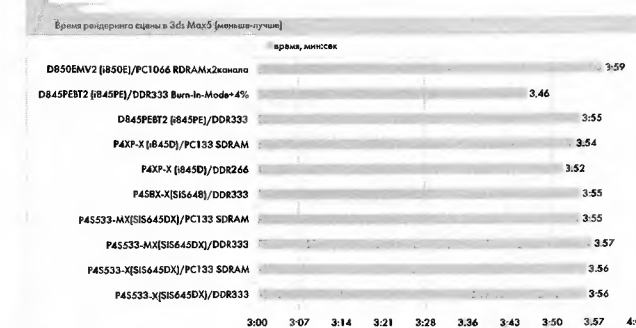 Время рендеринга сцены в 3ds Max5 (меньше-лучше)
время, мин:сек
D850EMV2 (i850E)/PC1066 RDRAMx2канала 3:59
D845PEBT2 (i845PE)/DDR333 Burn-In-Mode+4% 3.46
D845PEBT2 (i845PE)/DDR333 3:55
P4XP-X (i845D)/PC133 SDRAM 3.54
P4XP-X (i845D)/DDR266 3.52
P4SBX-X(SiS648)/DDR333 3:55
P4S533-MX(SIS645DX)/PC133 SDRAM 3:55
P4S533-MX(SIS645DX)/DDR333 3.57
P4S533-X(SIS645DX)/PC133 SDRAM 3.56
P4S533-X(SIS645DX)/DDR333 3:56
3:00 3:07 3:14 3:21 3:28 3.36 3:43 3:50 3.57